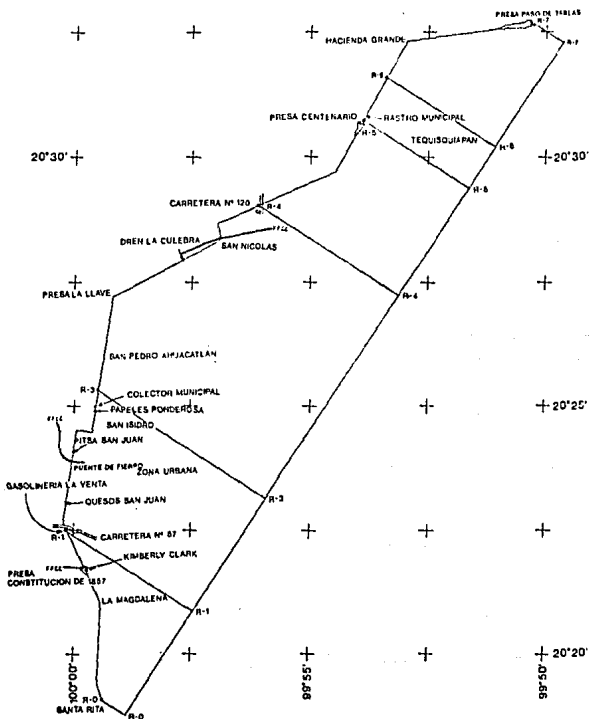 PRESA PASO DE TABLAS
R-7
R-7
HACIENDA GRANDE
R-6
PRESA CENTENARIO
RASTRO MUNICIPAL
R-5
TEQUISQUIAPAN
R-6
20°30'
20°30'
R-5
CARRETERA Nº 120
R-4
FFCC
DREN LA CULEBRA
SAN NICOLAS
PRESA LA LLAVE
R-4
SAN PEDRO AHUACATLAN
R-3
COLECTOR MUNICIPAL
PAPELES PONDEROSA
20°25'
FFCC
SAN ISIDRO
PITSA SAN JUAN
PUENTE DE FIERRO
ZONA URBANA
GASOLINERIA LA VENTA
QUESOS SAN JUAN
R-3
R-1
CARRETERA Nº 57
FFCC
KIMBERLY CLARK
PRESA
CONSTITUCION DE 1857
LA MAGDALENA
R-1
20°20'
100°00'
99°55'
99°50'
R-0
SANTA RITA
R-0